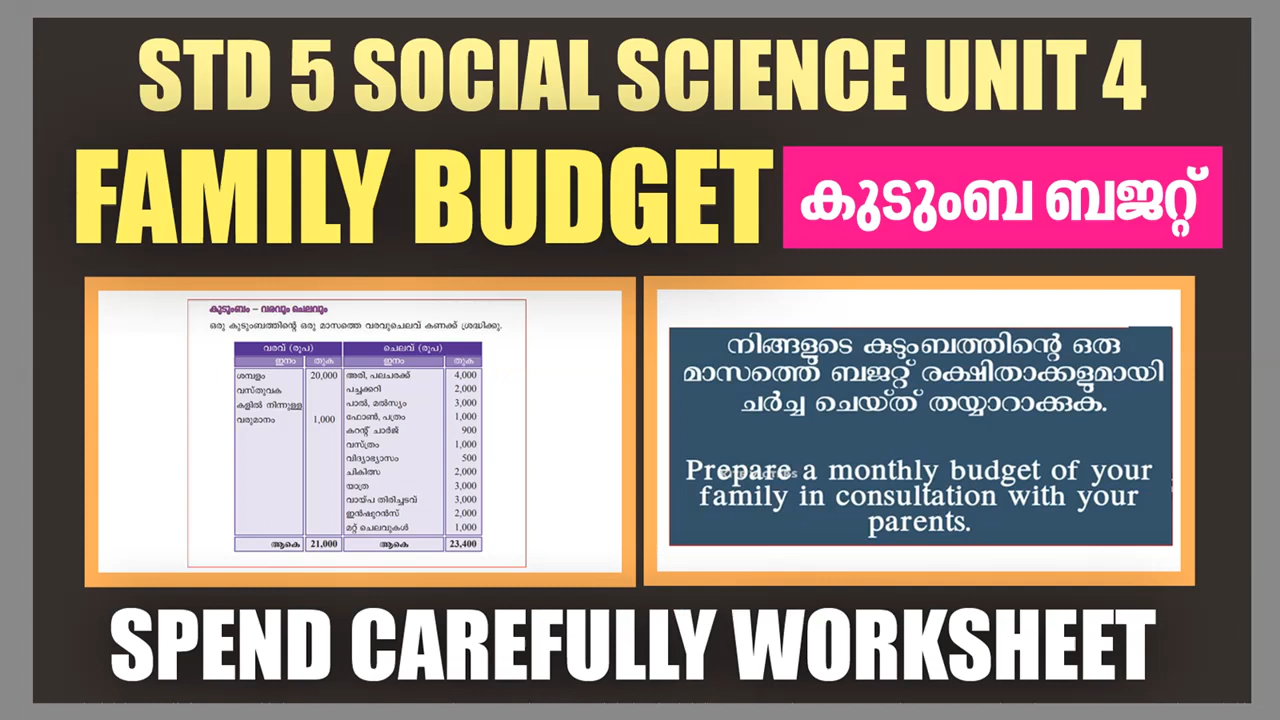 STD 5 SOCIAL SCIENCE UNIT 4
FAMILY BUDGET
കുടുംബ ബജറ്റ്
കുടുംബം – വരവും ചെലവും
ഒരു കുടുംബത്തിന്റെ ഒരു മാസത്തെ വരവുചെലവ് കണക്ക് ശ്രദ്ധിക്കൂ.
വരവ് (രൂപ) ചെലവ് (രൂപ)
ഇനം തുക ഇനം തുക
ശമ്പളം 20,000 അരി, പലചരക്ക് 4,000
വസ്തുവക പച്ചക്കറി 2,000
കളിൽ നിന്നുള്ള പാൽ, മൽസ്യം 3,000
വരുമാനം 1,000 ഫോൺ, പത്രം 1,000
കറന്റ് ചാർജ് 900
വസ്ത്രം 1,000
വിദ്യാഭ്യാസം 500
ചികിത്സ 2,000
യാത്ര 3,000
വായ്പ തിരിച്ചടവ് 3,000
ഇൻഷുറൻസ് 2,000
മറ്റ് ചെലവുകൾ 1,000
ആകെ 21,000 ആകെ 23,400
നിങ്ങളുടെ കുടുംബത്തിന്റെ ഒരു
മാസത്തെ ബജറ്റ് രക്ഷിതാക്കളുമായി
ചർച്ച ചെയ്ത് തയ്യാറാക്കുക.
Prepare a monthly budget of your
family in consultation with your
parents.
SPEND CAREFULLY WORKSHEET